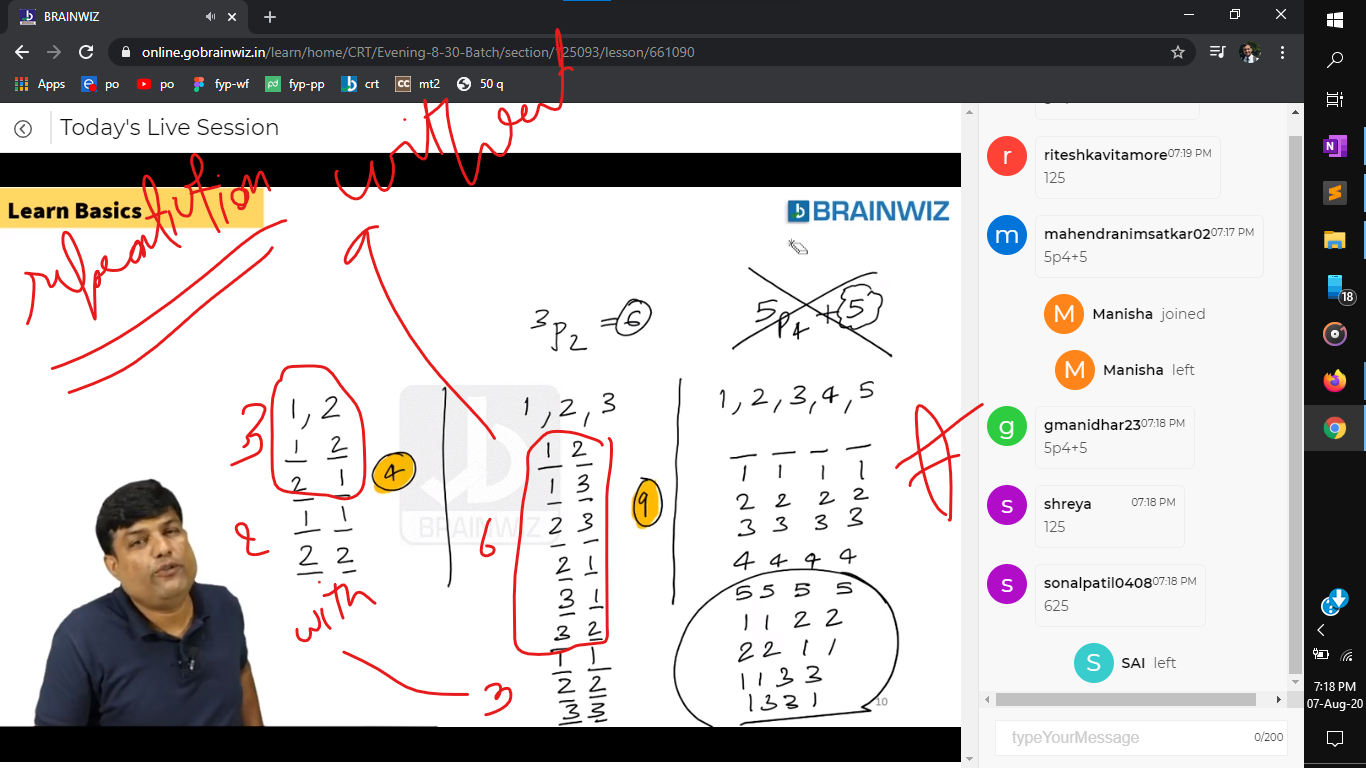 BRAINWIZ
online.gobrainwiz.in/learn/home/CRT/Evening-8-30-Batch/section/125093/lesson/661090
Apps po po fyp-wf fyp-pp crt CC mt2 50 q
Today's Live Session
without
repeatition
Learn Basics
BRAINWIZ
³P₂ = 6
5P₄ + 5
1, 2
1 2
2 1
1 1
2 2
4
2
with
1, 2, 3
1 2
1 3
2 3
2 1
3 1
3 2
1 1
2 2
3 3
9
6
3
BRAINWIZ
1, 2, 3, 4, 5
1 1 1 1
2 2 2 2
3 3 3 3
4 4 4 4
5 5 5 5
1 1 2 2
2 2 1 1
1 1 3 3
1 3 3 1
10
r
riteshkavitamore 07:19 PM
125
m
mahendranimsatkar02 07:17 PM
5p4+5
M
Manisha joined
M
Manisha left
g
gmanidhar23 07:18 PM
5p4+5
s
shreya 07:18 PM
125
s
sonalpatil0408 07:18 PM
625
S
SAI left
typeYourMessage 0/200
18
7:18 PM
07-Aug-20